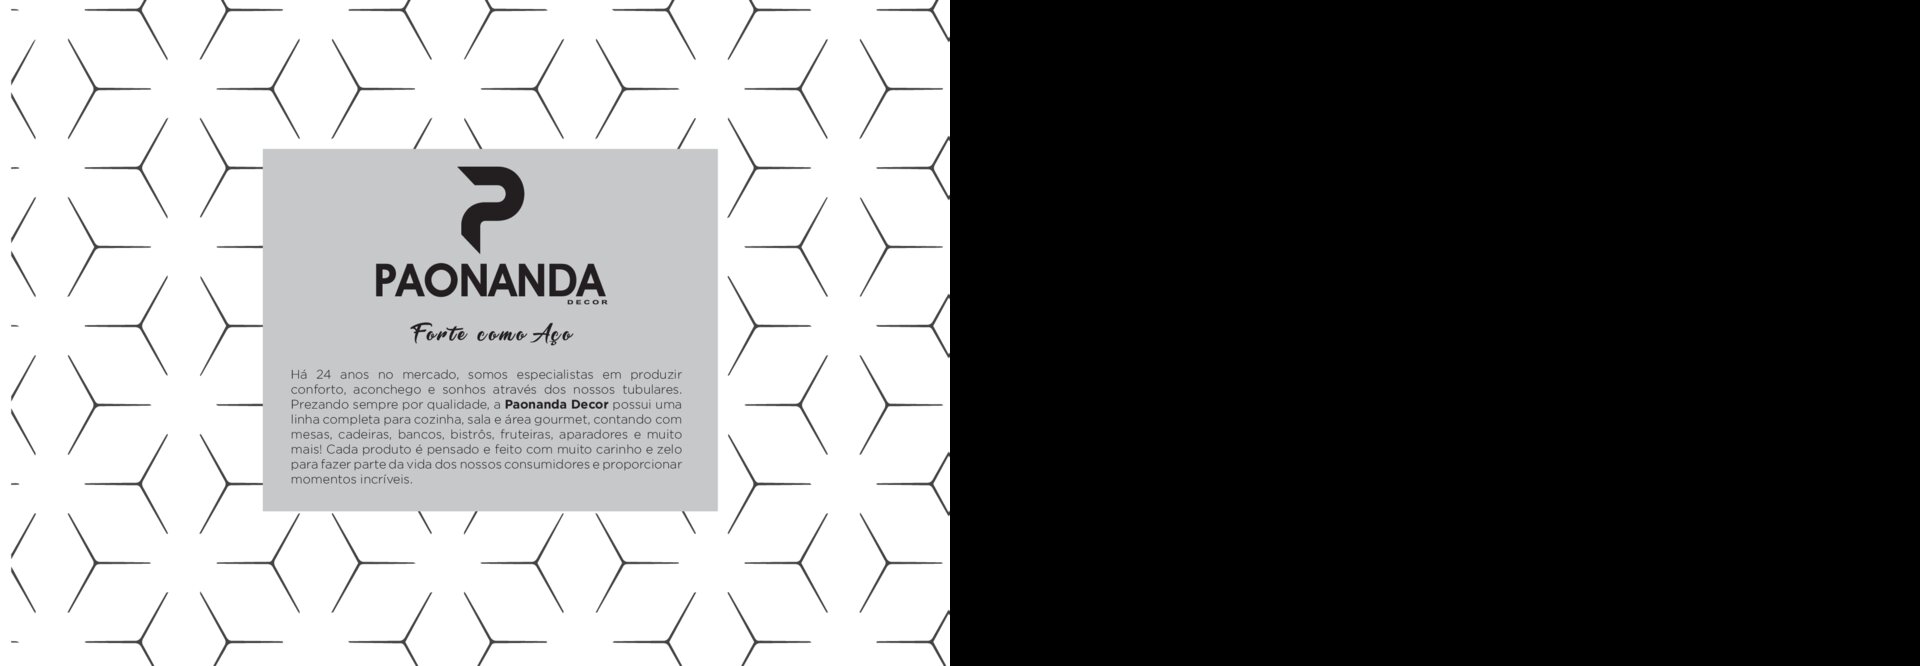 PAONANDA
DECOR
Forte como Aço
Há 24 anos no mercado, somos especialistas em produzir
conforto, aconchego e sonhos através dos nossos tubulares.
Prezando sempre por qualidade, a Paonanda Decor possui uma
linha completa para cozinha, sala e área gourmet, contando com
mesas, cadeiras, bancos, bistrôs, fruteiras, aparadores e muito
mais! Cada produto é pensado e feito com muito carinho e zelo
para fazer parte da vida dos nossos consumidores e proporcionar
momentos incríveis.